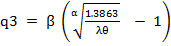 q3 = β ( ᵅ√(1.3863/λθ) − 1)